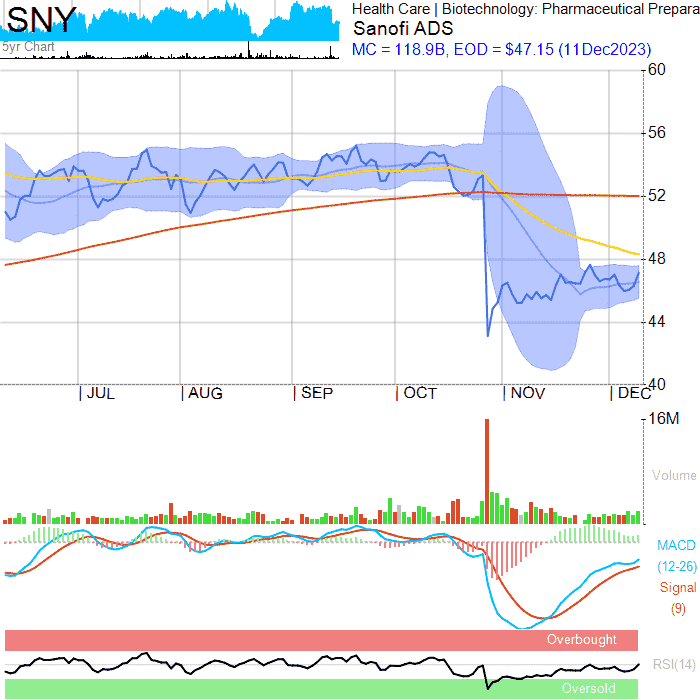 SNY
5yr Chart
Health Care | Biotechnology: Pharmaceutical Prepara
Sanofi ADS
MC = 118.9B, EOD = $47.15 (11Dec2023)
60
56
52
48
44
40
| JUL | AUG | SEP | OCT | NOV | DEC
16M
Volume
MACD
(12-26)
Signal
(9)
Overbought
RSI(14)
Oversold